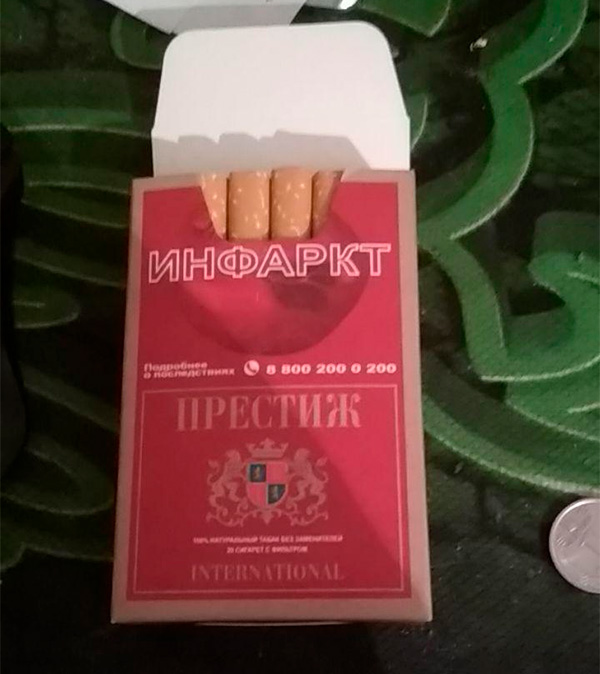 ИНФАРКТ
Подробнее
о последствиях
8 800 200 0 200
ПРЕСТИЖ
100% НАТУРАЛЬНЫЙ ТАБАК БЕЗ ЗАМЕНИТЕЛЕЙ
20 СИГАРЕТ С ФИЛЬТРОМ
INTERNATIONAL